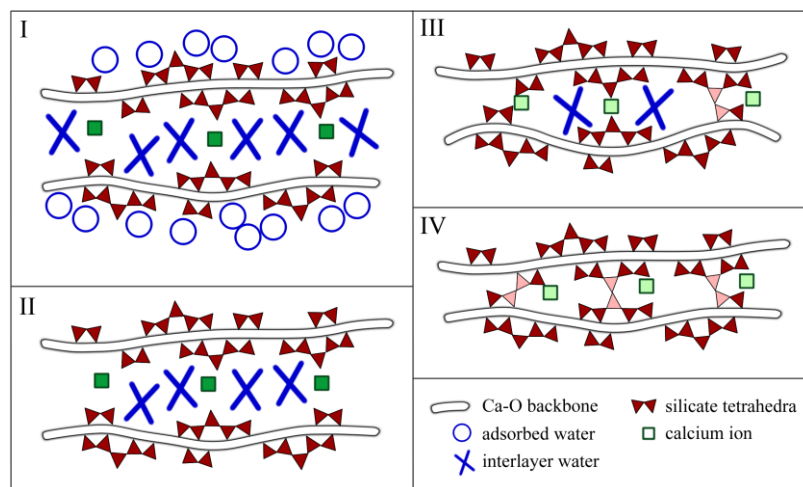 I
II
III
IV
Ca-O backbone
silicate tetrahedra
adsorbed water
calcium ion
interlayer water